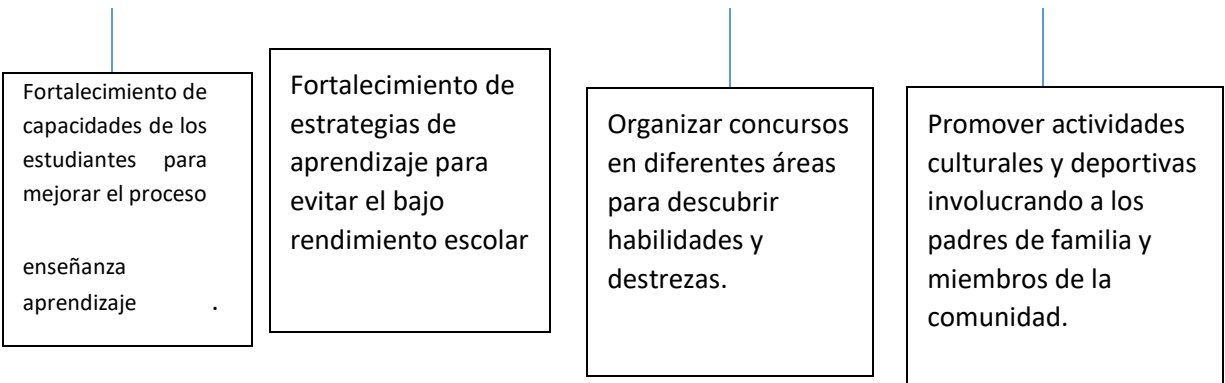 Fortalecimiento de
capacidades de los
estudiantes para
mejorar el proceso
enseñanza
aprendizaje .
Fortalecimiento de
estrategias de
aprendizaje para
evitar el bajo
rendimiento escolar
Organizar concursos
en diferentes áreas
para descubrir
habilidades y
destrezas.
Promover actividades
culturales y deportivas
involucrando a los
padres de familia y
miembros de la
comunidad.